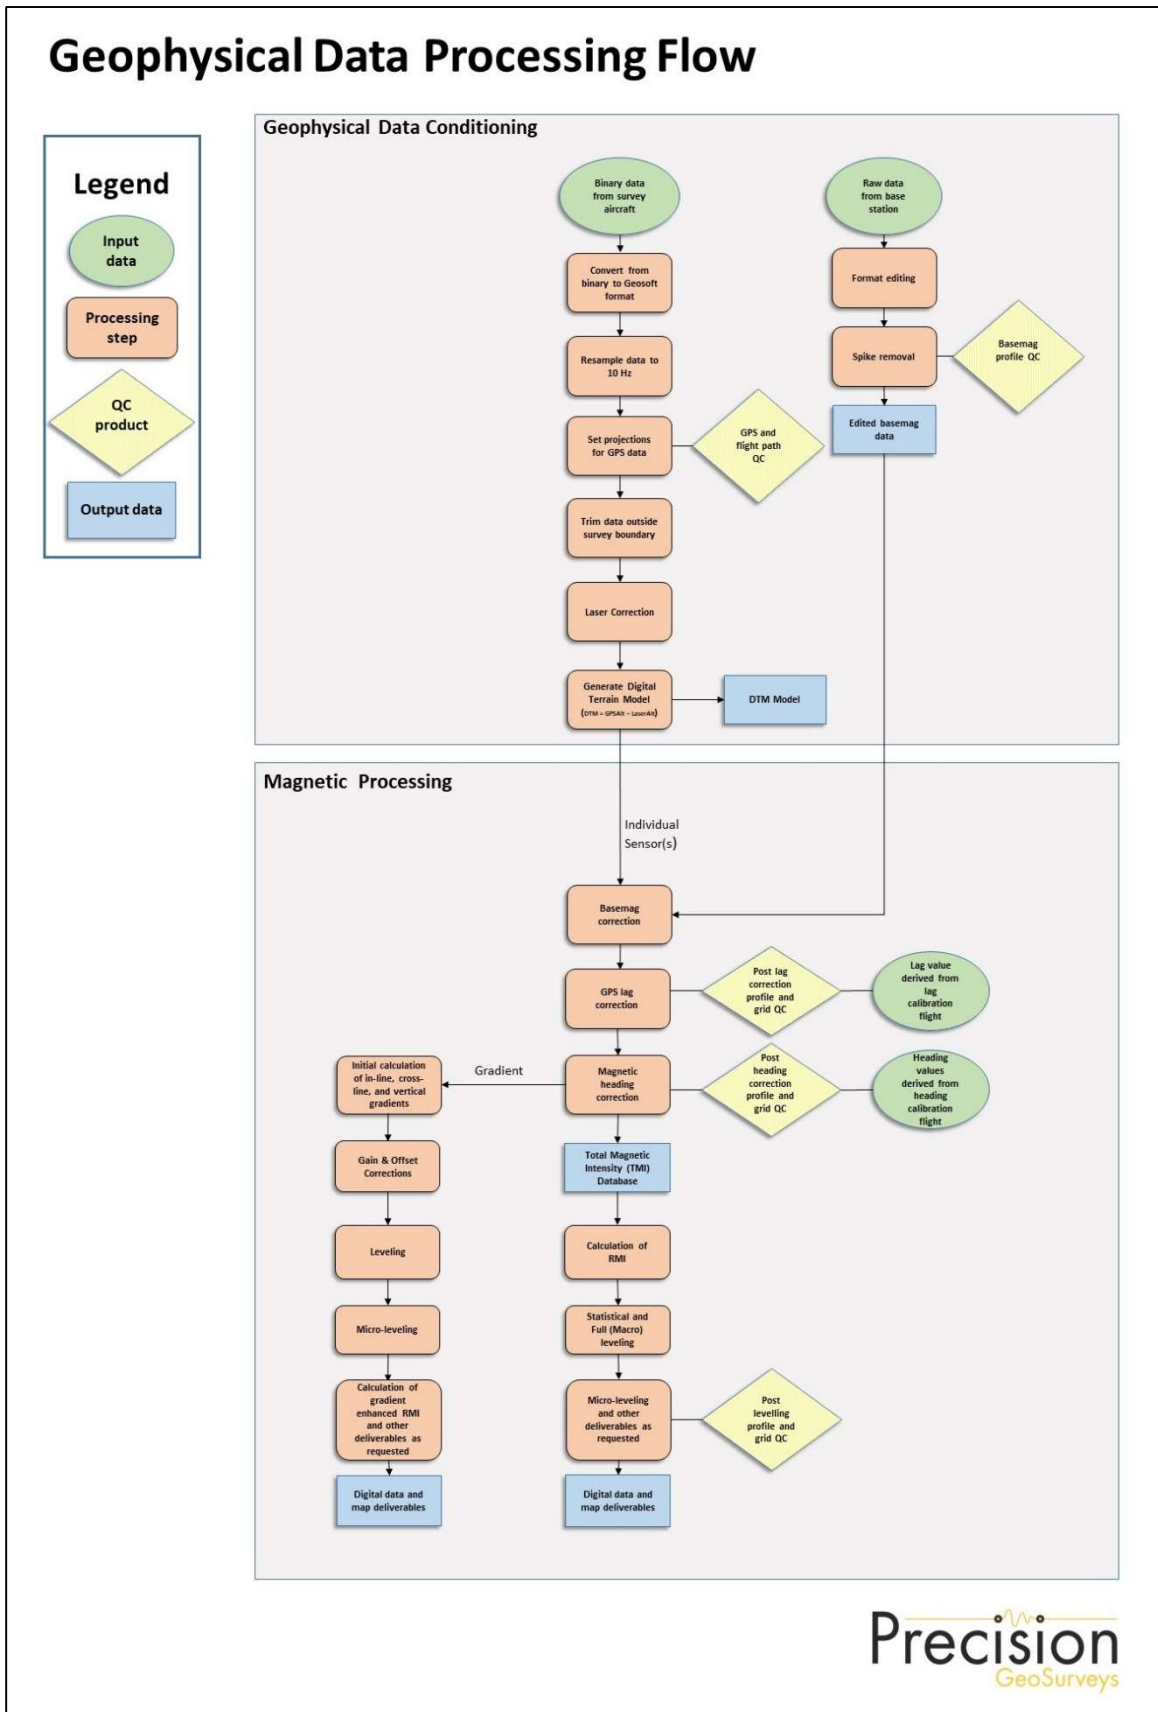 Geophysical Data Processing Flow
Legend
Input
data
Processing
step
QC
product
Output data
Geophysical Data Conditioning
Binary data
from survey
aircraft
Convert from
binary to Geosoft
format
Resample data to
10 Hz
Set projections
for GPS data
GPS and
flight path
QC
Trim data outside
survey boundary
Laser Correction
Generate Digital
Terrain Model
(DTM = GPSAlt – LaserAlt)
DTM Model
Raw data
from base
station
Format editing
Spike removal
Basemag
profile QC
Edited basemag
data
Magnetic Processing
Individual
Sensor(s)
Basemag
correction
GPS lag
correction
Post lag
correction
profile and
grid QC
Lag value
derived from
lag
calibration
flight
Magnetic
heading
correction
Post
heading
correction
profile and
grid QC
Heading
values
derived from
heading
calibration
flight
Gradient
Initial calculation
of in-line, cross-
line, and vertical
gradients
Gain & Offset
Corrections
Leveling
Micro-leveling
Calculation of
gradient
enhanced RMI
and other
deliverables as
requested
Digital data and
map deliverables
Total Magnetic
Intensity (TMI)
Database
Calculation of
RMI
Statistical and
Full (Macro)
leveling
Micro-leveling
and other
deliverables as
requested
Post
levelling
profile and
grid QC
Digital data and
map deliverables
Precision
GeoSurveys